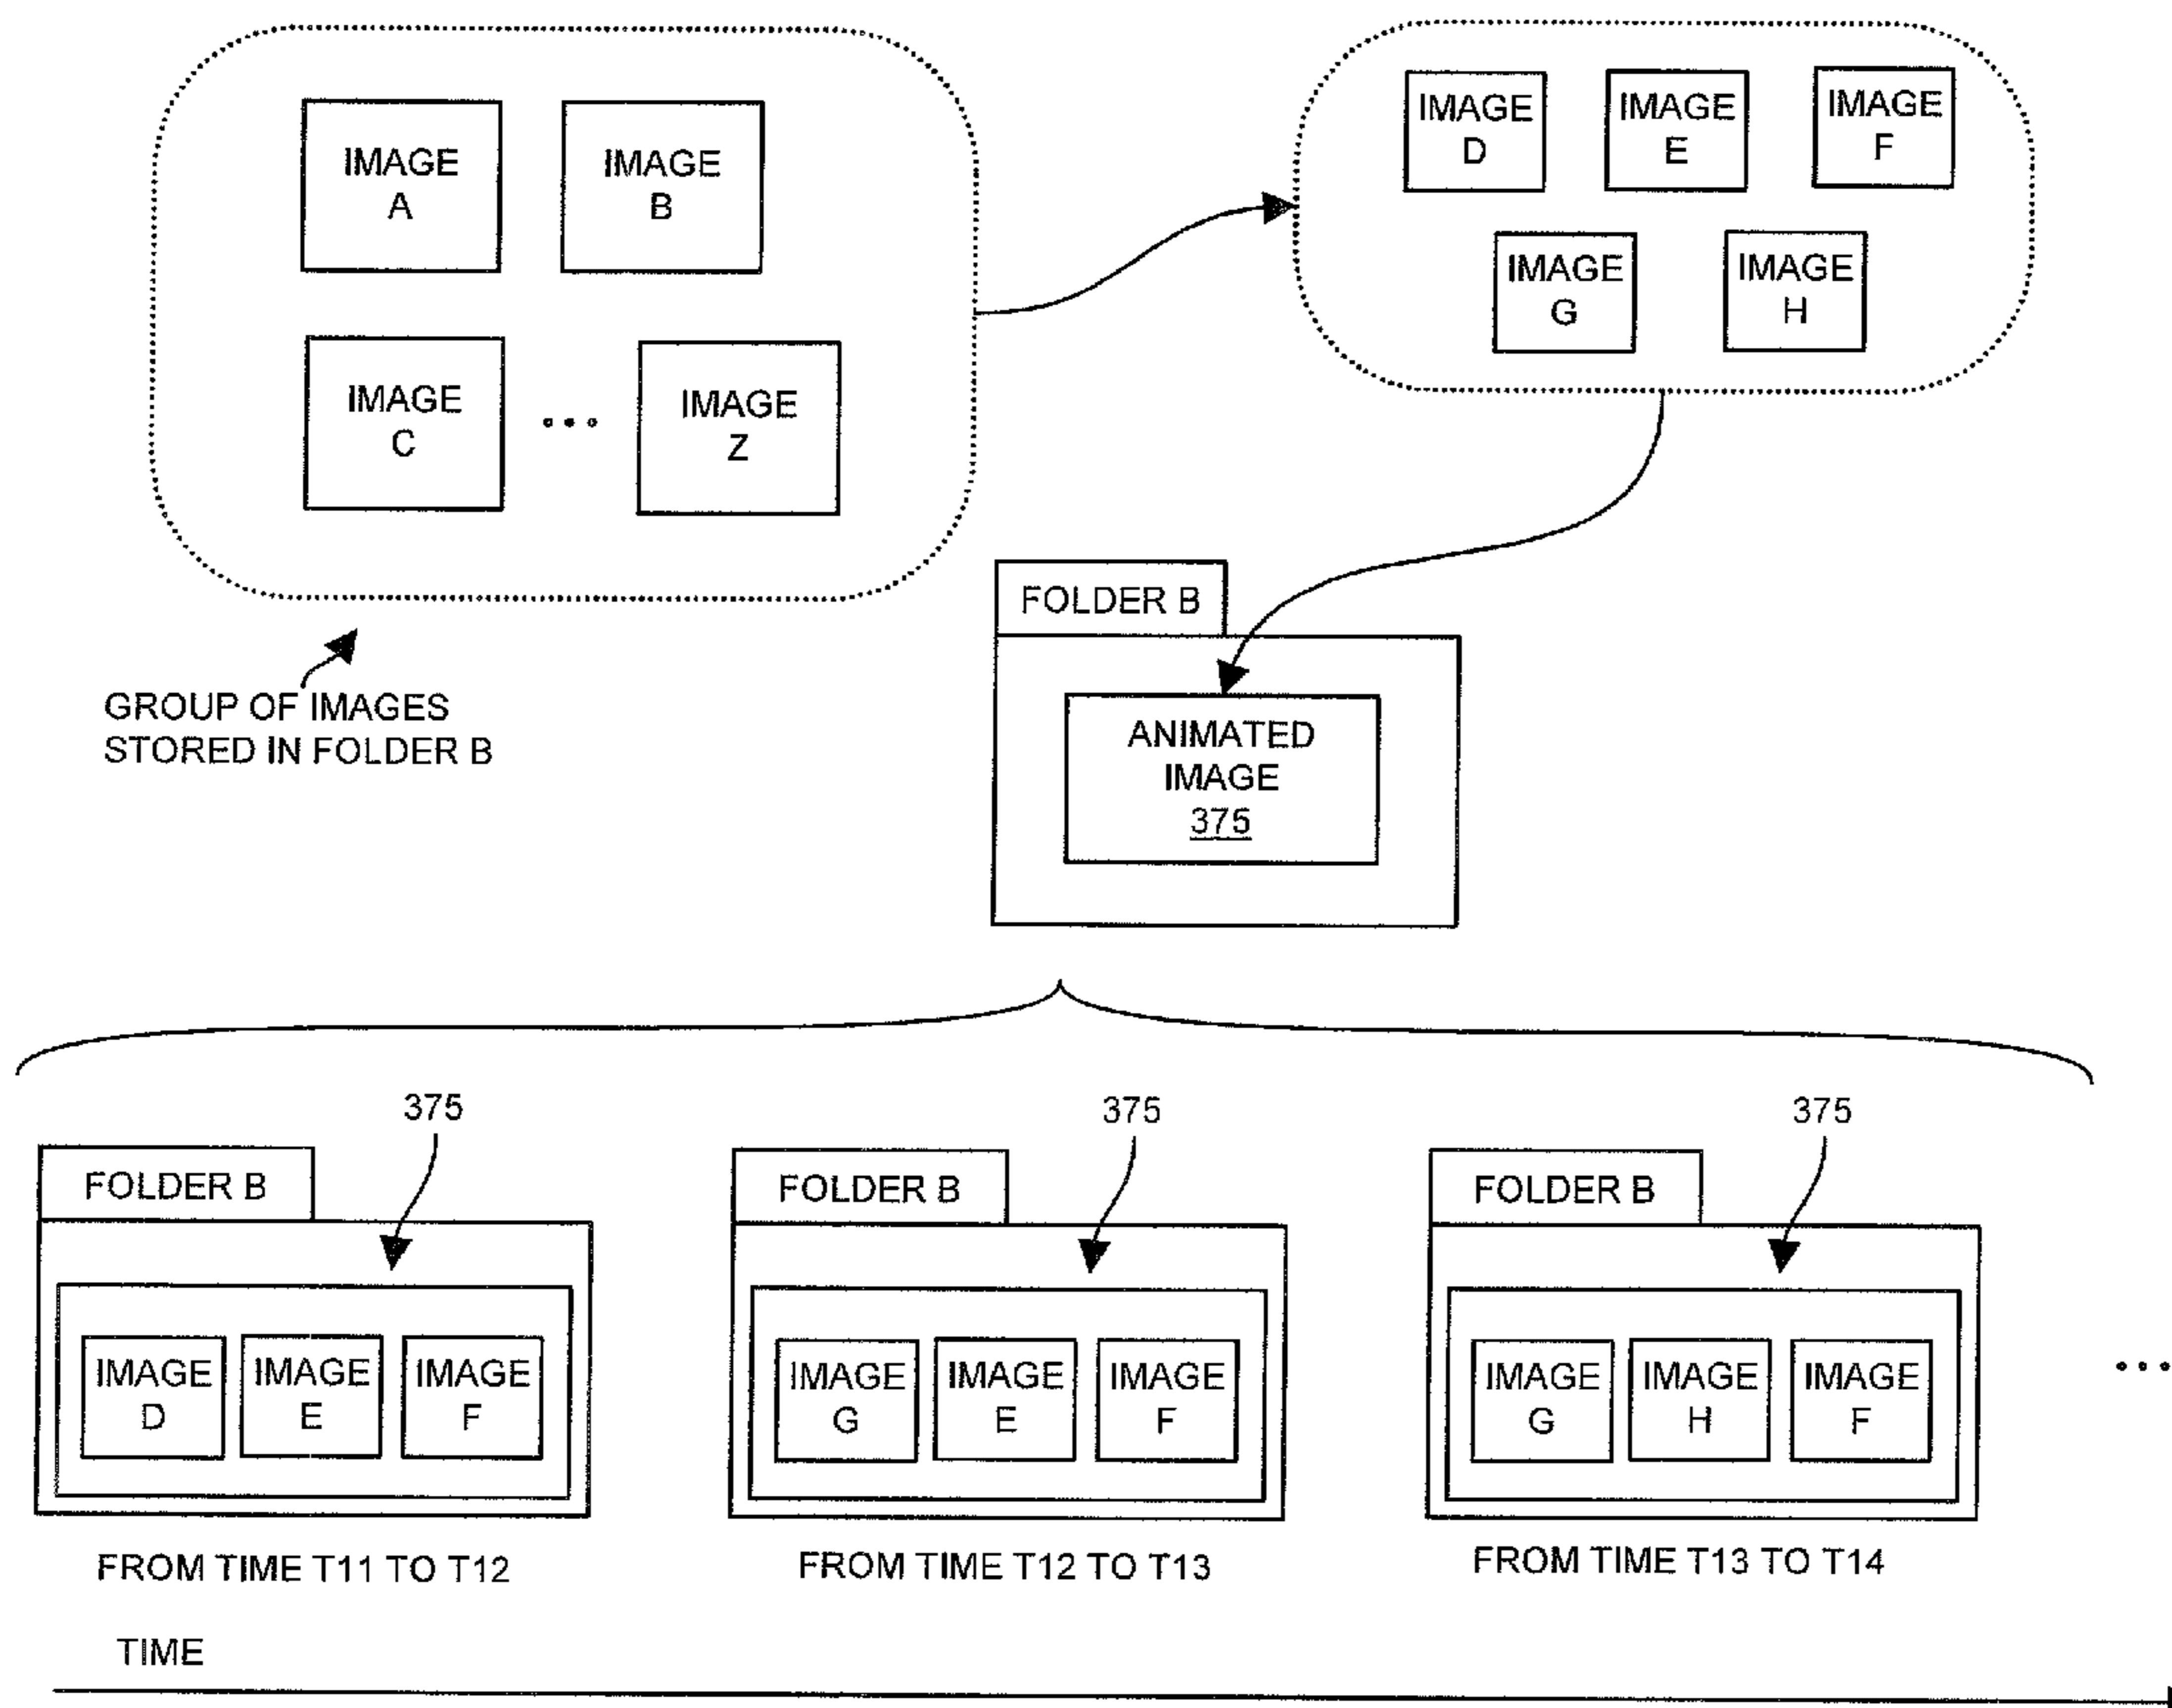 IMAGE
A
IMAGE
B
IMAGE
C
IMAGE
Z
GROUP OF IMAGES
STORED IN FOLDER B
IMAGE
D
IMAGE
E
IMAGE
F
IMAGE
G
IMAGE
H
FOLDER B
ANIMATED
IMAGE
375
375
FOLDER B
IMAGE
D
IMAGE
E
IMAGE
F
FROM TIME T11 TO T12
375
FOLDER B
IMAGE
G
IMAGE
E
IMAGE
F
FROM TIME T12 TO T13
375
FOLDER B
IMAGE
G
IMAGE
H
IMAGE
F
FROM TIME T13 TO T14
TIME